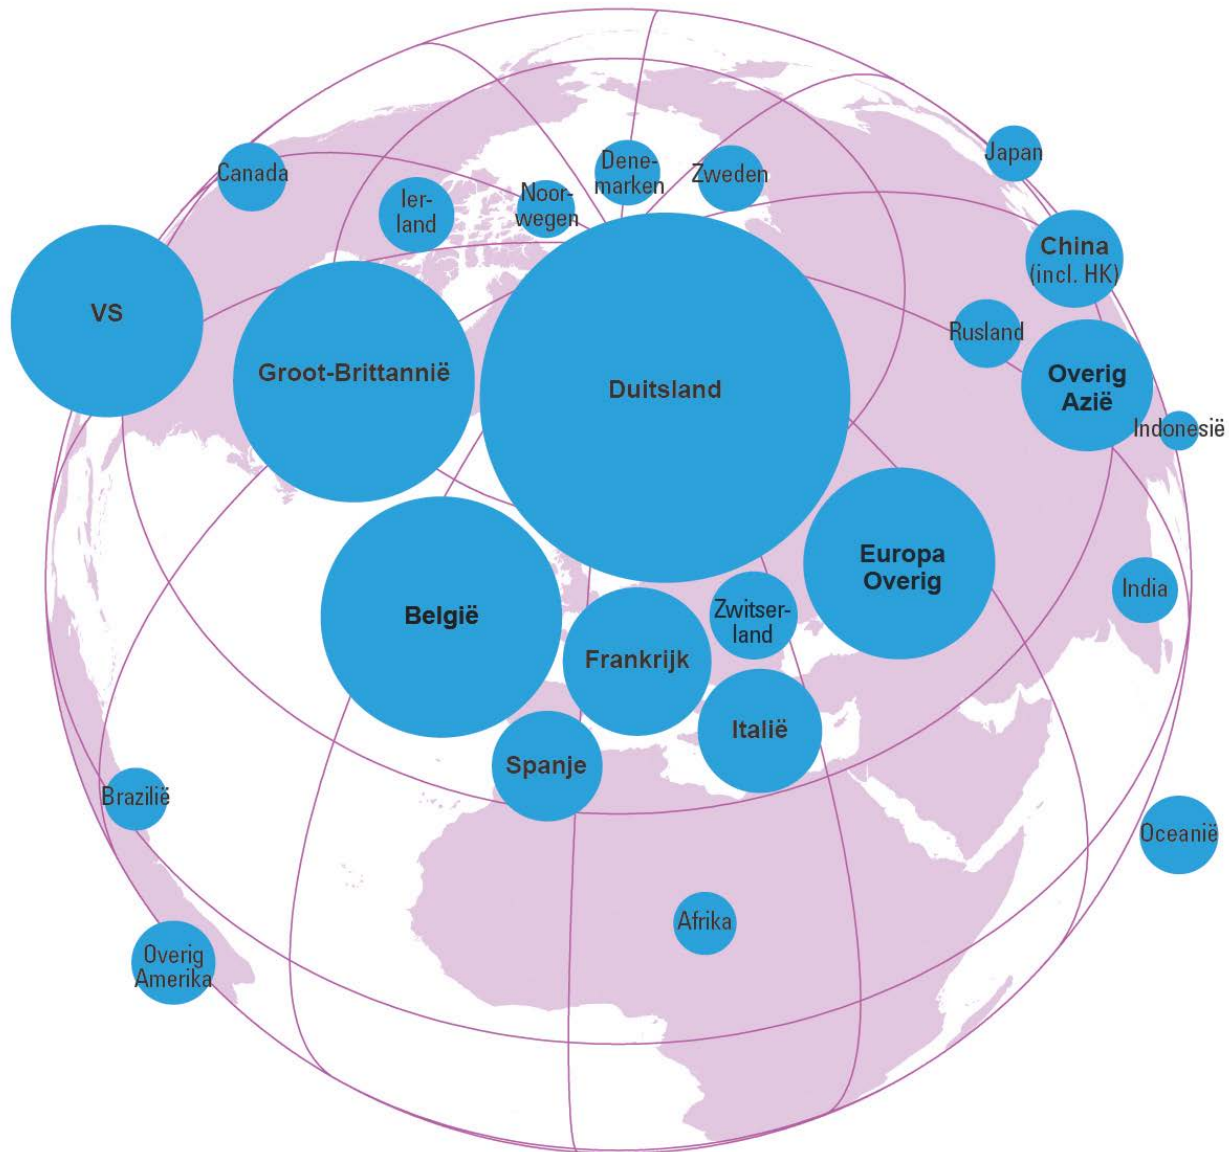 Canada
Ier-
land
Noor-
wegen
Dene-
marken
Zweden
Japan
China
(incl. HK)
VS
Groot-Brittannië
Duitsland
Rusland
Overig
Azië
Indonesië
Europa
Overig
India
België
Zwitser-
land
Frankrijk
Italië
Spanje
Brazilië
Oceanië
Afrika
Overig
Amerika